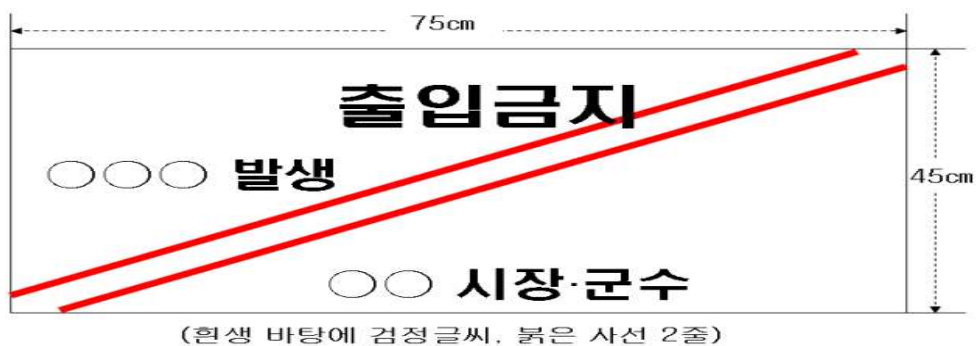 75cm
출입금지
○○○ 발생
45cm
○○ 시장·군수
(흰생 바탕에 검정글씨, 붉은 사선 2줄)